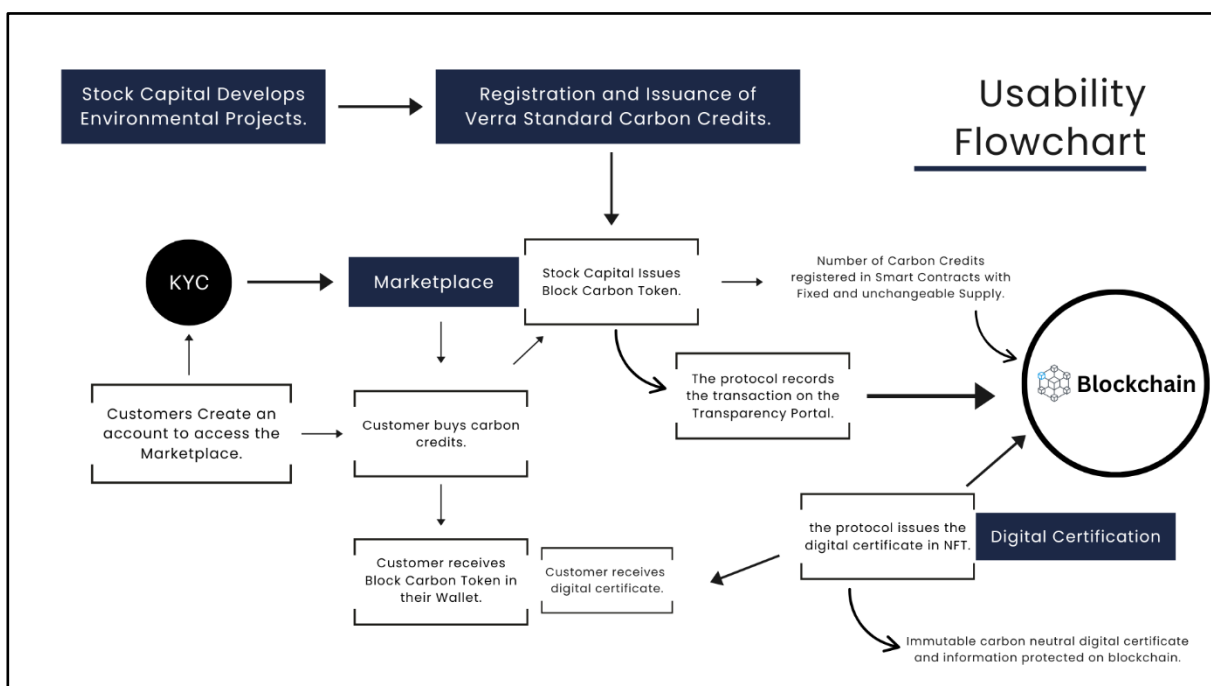 Usability
Flowchart
Stock Capital Develops
Environmental Projects.
Registration and Issuance of
Verra Standard Carbon Credits.
KYC
Marketplace
Stock Capital Issues
Block Carbon Token.
Number of Carbon Credits
registered in Smart Contracts with
Fixed and unchangeable Supply.
Blockchain
The protocol records
the transaction on the
Transparency Portal.
Customers Create an
account to access the
Marketplace.
Customer buys carbon
credits.
the protocol issues the
digital certificate in NFT.
Digital Certification
Customer receives
Block Carbon Token in
their Wallet.
Customer receives
digital certificate.
Immutable carbon neutral digital certificate
and information protected on blockchain.